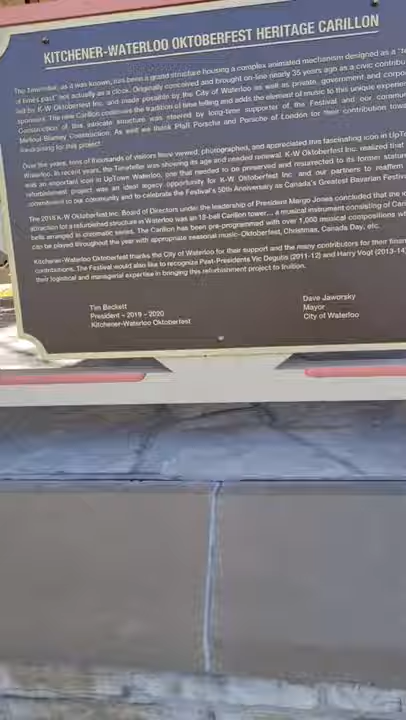 KITCHENER-WATERLOO OKTOBERFEST HERITAGE CARILLON
The Timeteller, as it was known, has been a grand structure housing a complex animated mechanism designed as a "te
of times past" not actually as a clock. Originally conceived and brought on-line nearly 35 years ago as a civic contribu
led by K-W Oktoberfest Inc. and made possible by the City of Waterloo as well as private, government and corpo
sponsors. The new Carillon continues the tradition of time telling and adds the element of music to this unique experien
Construction of this intricate structure was steered by long-time supporter of the Festival and our commun
Melloul Blamey Construction. As well we thank Pfaff Porsche and Porsche of London for their contribution towa
fundraising for this project.
Over the years, tens of thousands of visitors have viewed, photographed, and appreciated this fascinating icon in UpTo
Waterloo. In recent years, the Timeteller was showing its age and needed renewal. K-W Oktoberfest Inc. realized that
was an important icon in UpTown Waterloo, one that needed to be preserved and resurrected to its former statur
refurbishment project was an ideal legacy opportunity for K-W Oktoberfest Inc. and our partners to reaffirm
commitment to our community and to celebrate the Festival's 50th Anniversary as Canada's Greatest Bavarian Festiva
The 2018 K-W Oktoberfest Inc. Board of Directors under the leadership of President Margo Jones concluded that the id
attraction for a refurbished structure in Waterloo was an 18-bell Carillon tower... a musical instrument consisting of Cari
bells arranged in chromatic series. The Carillon has been pre-programmed with over 1,000 musical compositions wh
can be played throughout the year with appropriate seasonal music-Oktoberfest, Christmas, Canada Day, etc.
Kitchener-Waterloo Oktoberfest thanks the City of Waterloo for their support and the many contributors for their finan
contributions. The Festival would also like to recognize Past-Presidents Vic Degutis (2011-12) and Harry Vogt (2013-14)
their logistical and managerial expertise in bringing this refurbishment project to fruition.
Tim Beckett
President - 2019 - 2020
Kitchener-Waterloo Oktoberfest
Dave Jaworsky
Mayor
City of Waterloo